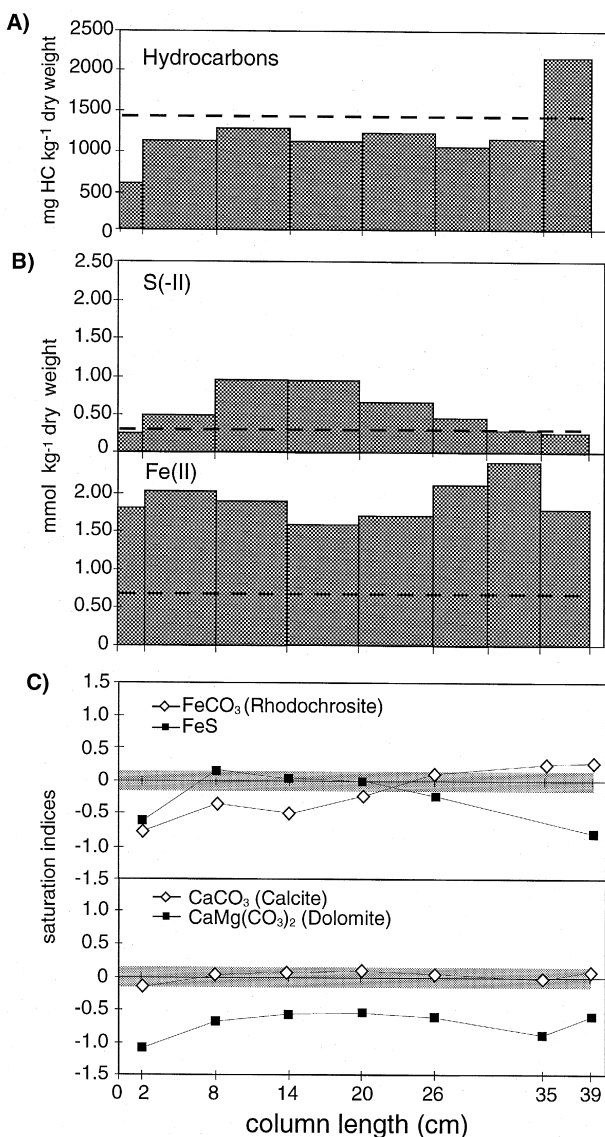 A)
2500
2000
1500
1000
500
0
Hydrocarbons
mg HC kg-1 dry weight
B)
2.50
2.00
1.50
1.00
0.50
0
S(-II)
mmol kg-1 dry weight
Fe(II)
2.00
1.50
1.00
0.50
0
C)
1.5
1.0
0.5
0
-0.5
-1.0
-1.5
FeCO3 (Rhodochrosite)
FeS
saturation indices
CaCO3 (Calcite)
CaMg(CO3)2 (Dolomite)
1.0
0.5
0
-0.5
-1.0
-1.5
0 2 8 14 20 26 35 39
column length (cm)